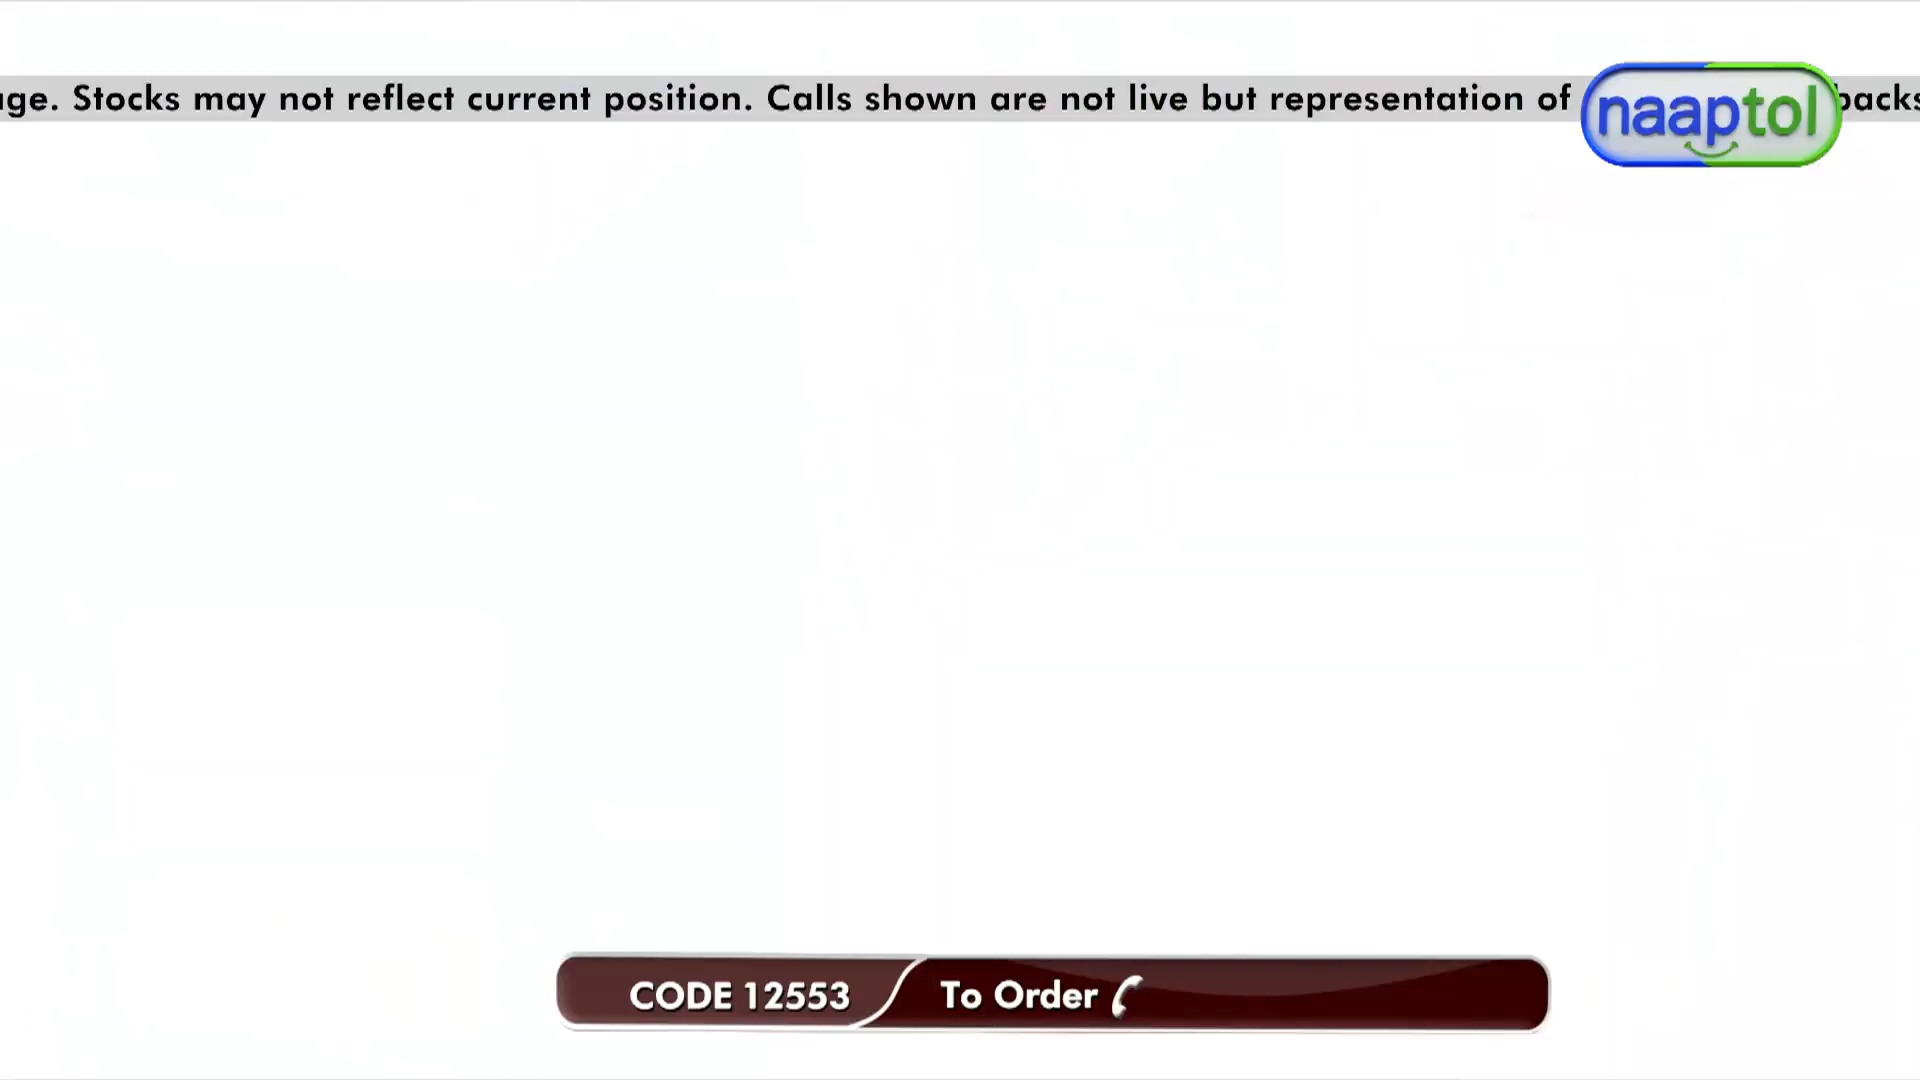 Stocks may not reflect current position. Calls shown are not live but representation of
naaptol
CODE 12553 To Order